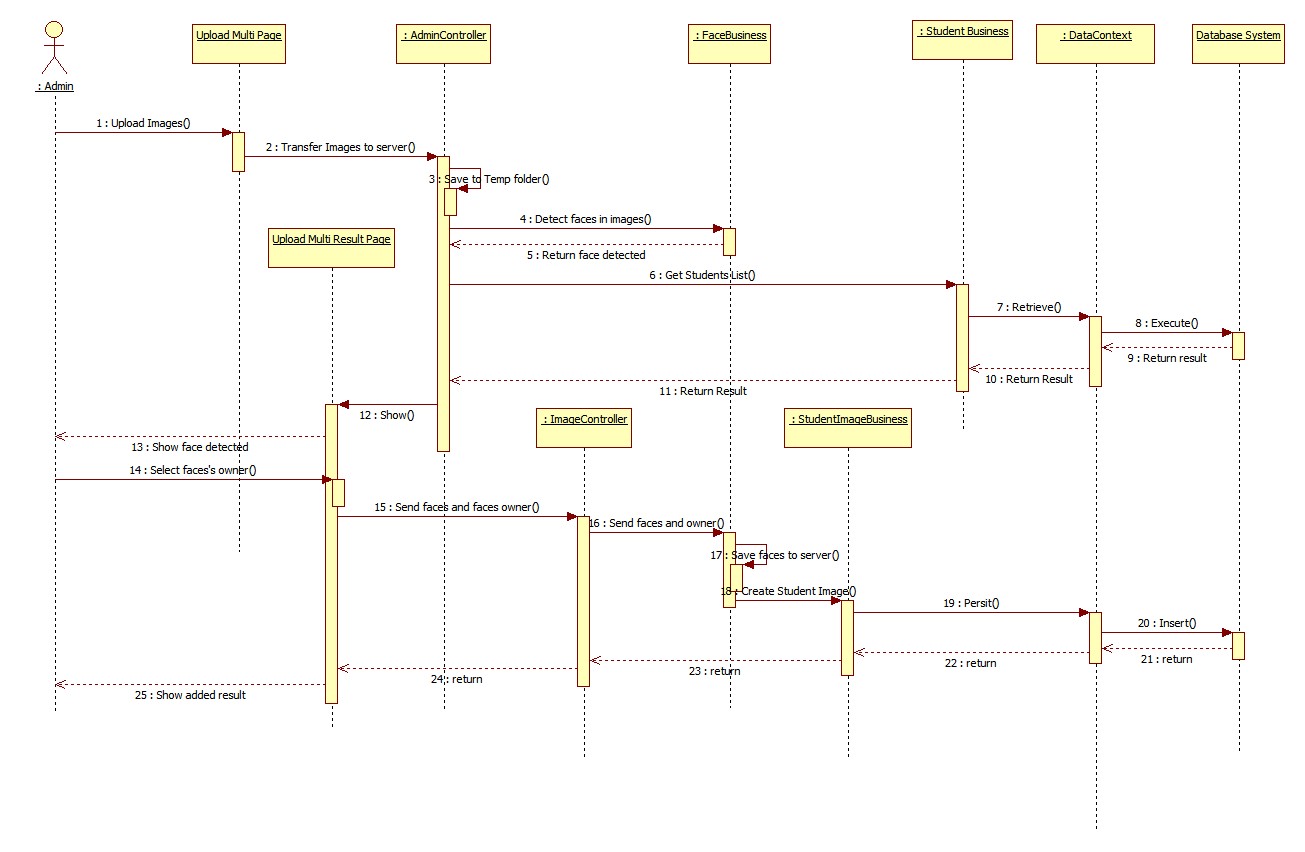 : Admin
Upload Multi Page
: AdminController
: FaceBusiness
: Student Business
: DataContext
Database System
1 : Upload Images()
2 : Transfer Images to server()
3 : Save to Temp folder()
4 : Detect faces in images()
Upload Multi Result Page
5 : Return face detected
6 : Get Students List()
7 : Retrieve()
8 : Execute()
9 : Return result
10 : Return Result
11 : Return Result
12 : Show()
: ImageController
: StudentImageBusiness
13 : Show face detected
14 : Select faces's owner()
15 : Send faces and faces owner()
16 : Send faces and owner()
17 : Save faces to server()
18 : Create Student Image()
19 : Persit()
20 : Insert()
21 : return
22 : return
23 : return
24 : return
25 : Show added result